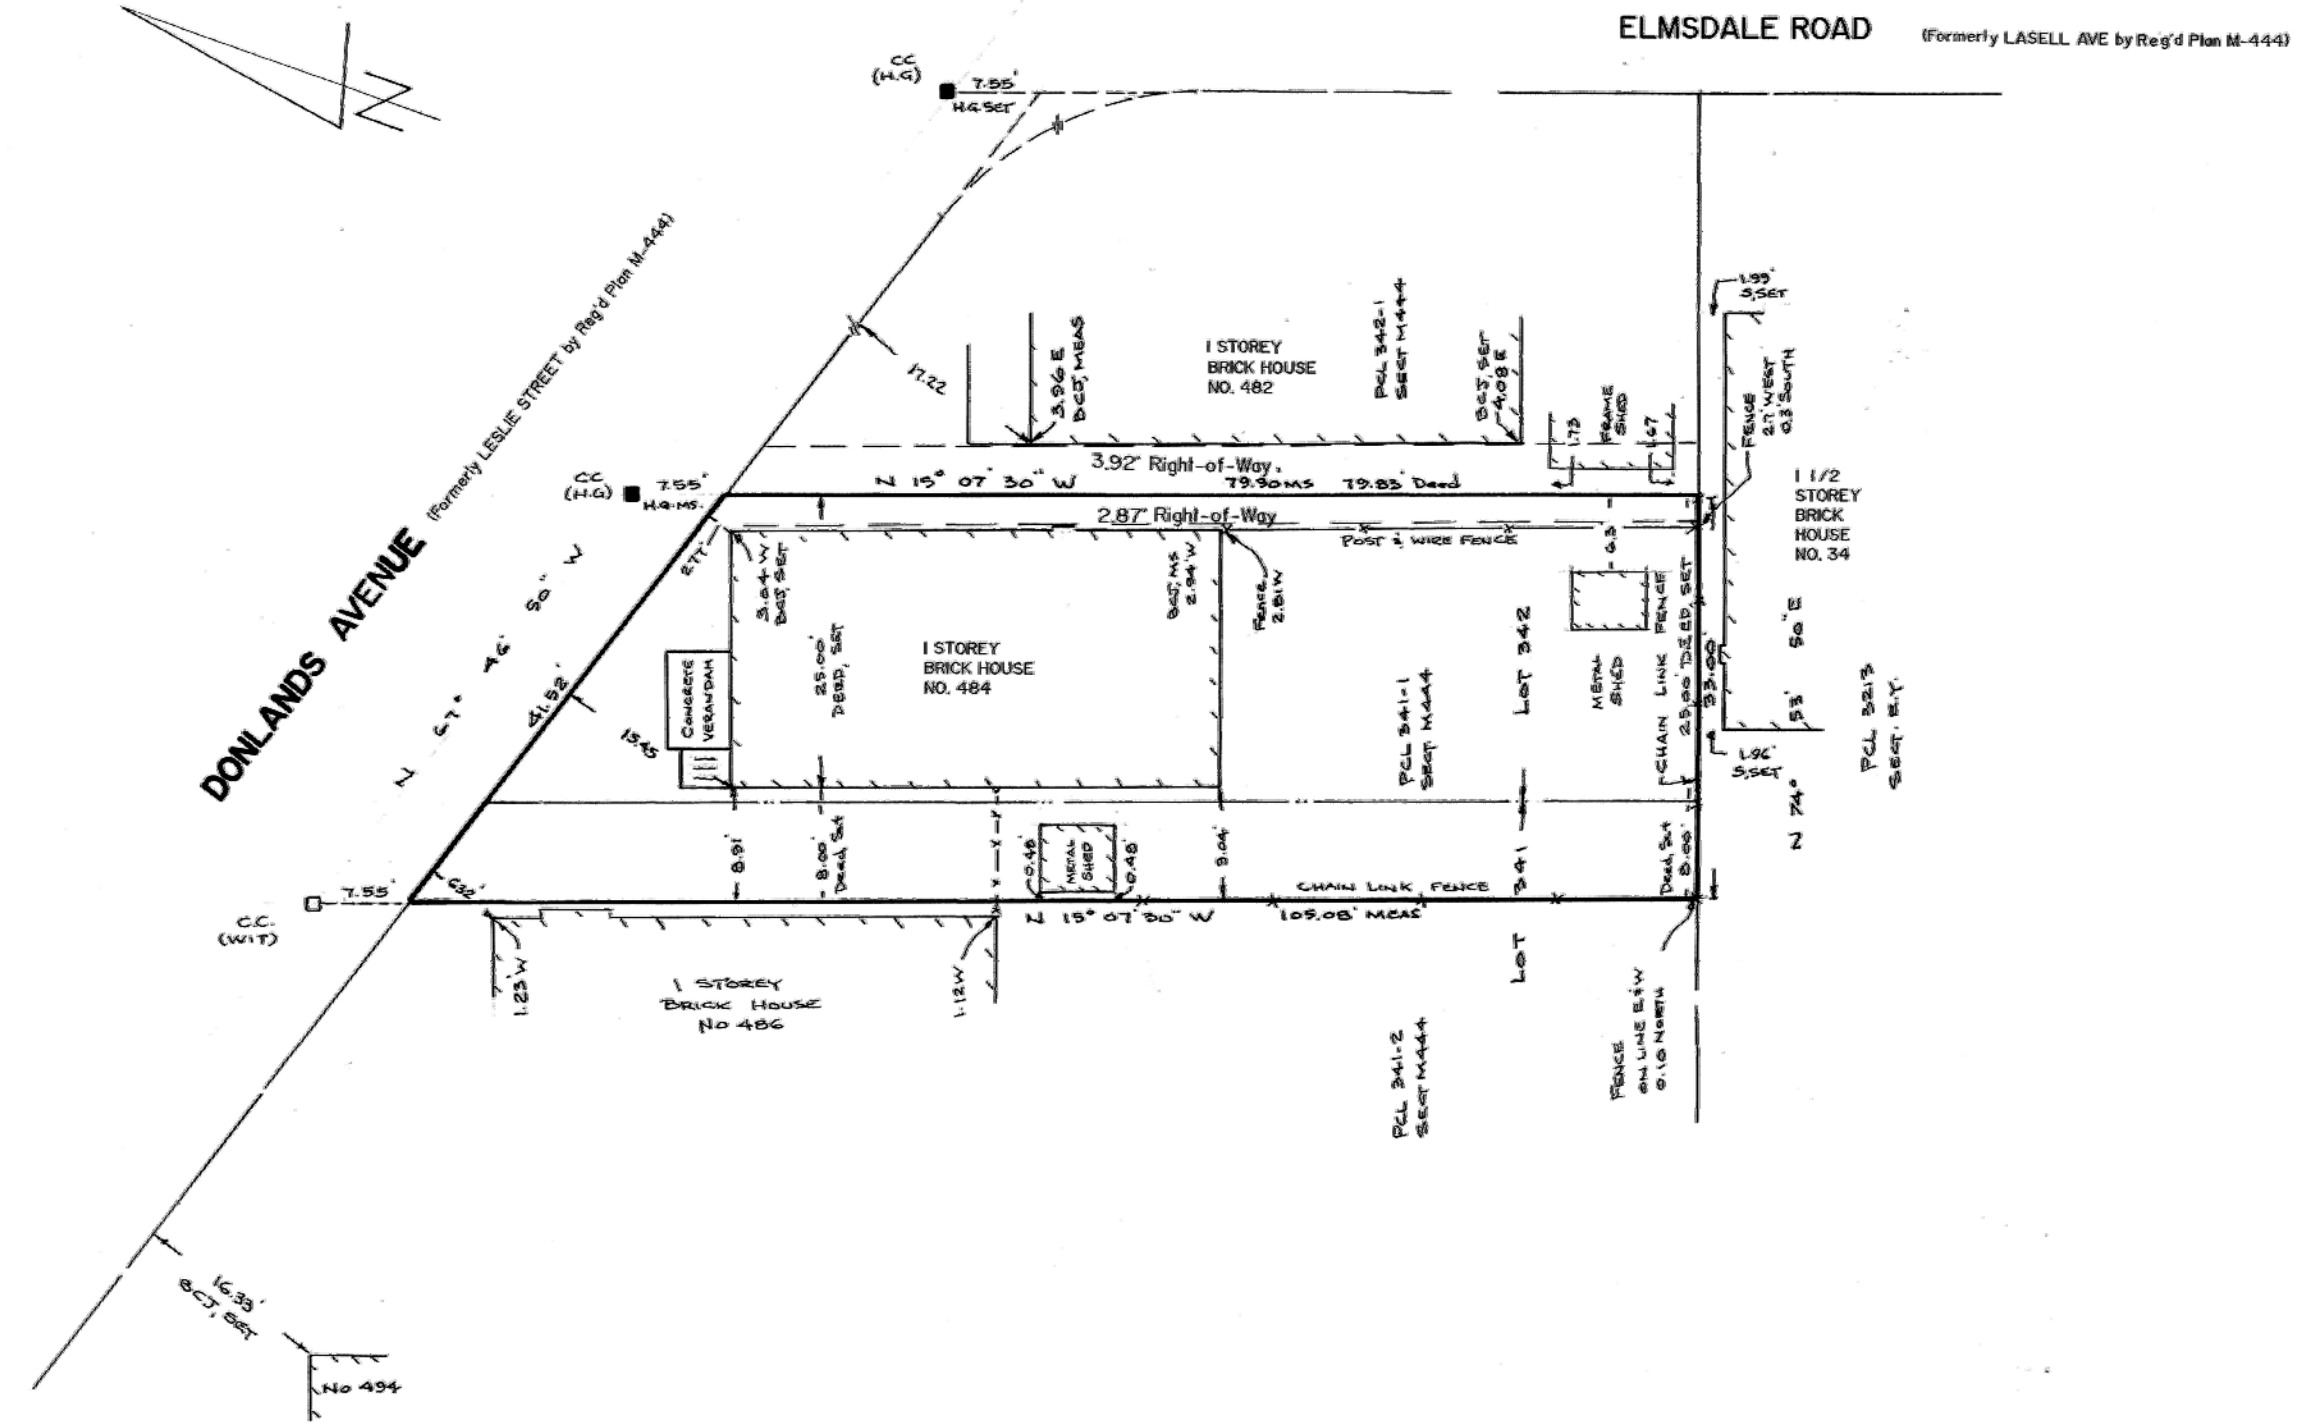 ELMSDALE ROAD (Formerly LASELL AVE by Reg'd Plan M-444)
N
CC
(H.G)
7.55'
H.G. SET
DONLANDS AVENUE (Formerly LESLIE STREET by Reg'd Plan M-444)
N 67° 46' 50" W
17.22
3.96 E
BCJ, MEAS
1 STOREY
BRICK HOUSE
NO. 482
PCL 342-1
SECT M444
BCJ, SET
4.08 E
FRAME
SHED
1.73
1.67
1.99'
S, SET
FENCE
2.7' WEST
0.3' SOUTH
1 1/2
STOREY
BRICK
HOUSE
NO. 34
3.92' Right-of-Way.
N 15° 07' 30" W 79.90 MS 79.83' Deed
CC
(H.G)
7.55'
H.G. MS.
2.87' Right-of-Way
POST & WIRE FENCE
2.77'
3.04 W
BCJ, SET
BCJ, MS
2.94' W
Fence
2.81 W
6.3
CHAIN LINK FENCE
25.00' DEED, SET
33.00'
N 74° 53' 50" E
41.52'
CONCRETE
VERANDAH
15.45
25.00'
DEED, SET
1 STOREY
BRICK HOUSE
NO. 484
PCL 341-1
SECT. M444
LOT 342
METAL
SHED
PCL 3213
SECT. E.Y.
1.96'
S, SET
8.91'
8.00'
Deed, Set
0.48'
METAL
SHED
0.48'
9.04'
LOT 341
Deed, Set
8.00'
CHAIN LINK FENCE
C.C.
(WIT)
7.55'
6.32'
N 15° 07' 30" W 105.08' MEAS
1.23' W
1 STOREY
BRICK HOUSE
No 486
1.12 W
PCL 341-2
SECT M444
FENCE
ON LINE E & W
0.10 NORTH
16.33'
BCJ, SET
No 494